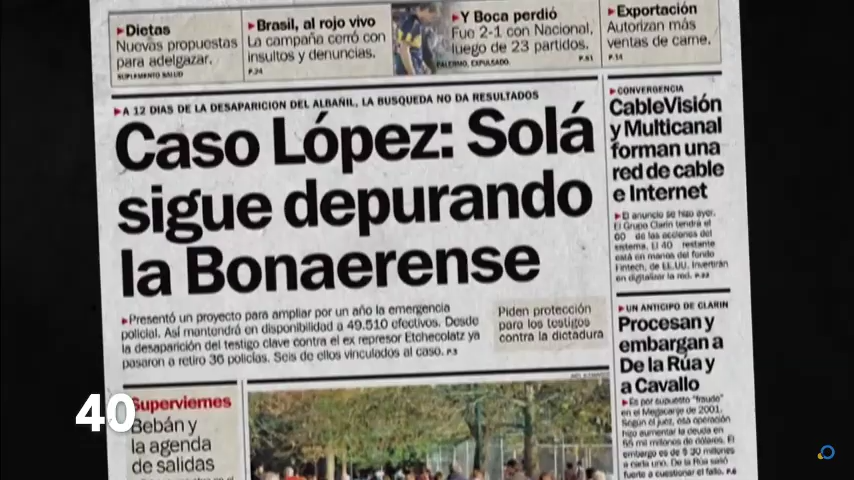 Dietas
Nuevas propuestas
para adelgazar.
SUPLEMENTO SALUD
Brasil, al rojo vivo
La campaña cerró con
insultos y denuncias.
P.24
Y Boca perdió
Fue 2-1 con Nacional,
luego de 23 partidos.
PALERMO, EXPULSADO.
P.61
Exportación
Autorizan más
ventas de carne.
P.14
A 12 DIAS DE LA DESAPARICION DEL ALBAÑIL, LA BUSQUEDA NO DA RESULTADOS
Caso López: Solá
sigue depurando
la Bonaerense
Presentó un proyecto para ampliar por un año la emergencia
policial. Así mantendrá en disponibilidad a 49.510 efectivos. Desde
la desaparición del testigo clave contra el ex represor Etchecolatz ya
pasaron a retiro 36 policías. Seis de ellos vinculados al caso. P.3
Piden protección
para los testigos
contra la dictadura
CONVERGENCIA
CableVisión
y Multicanal
forman una
red de cable
e Internet
El anuncio se hizo ayer.
El Grupo Clarín tendrá el
60 de las acciones del
sistema. El 40 restante
está en manos del fondo
Fintech, de EE.UU. Invertirán
en digitalizar la red.
UN ANTICIPO DE CLARIN
Procesan y
embargan a
De la Rúa y
a Cavallo
Es por supuesto "fraude"
en el Megacanje de 2001.
Según el juez, esa operación
hizo aumentar la deuda en
55 mil millones de dólares. El
embargo es de $ 30 millones
a cada uno. De la Rúa salió
fuerte a cuestionar el fallo. P.6
Superviernes
Bebán y
la agenda
de salidas
40